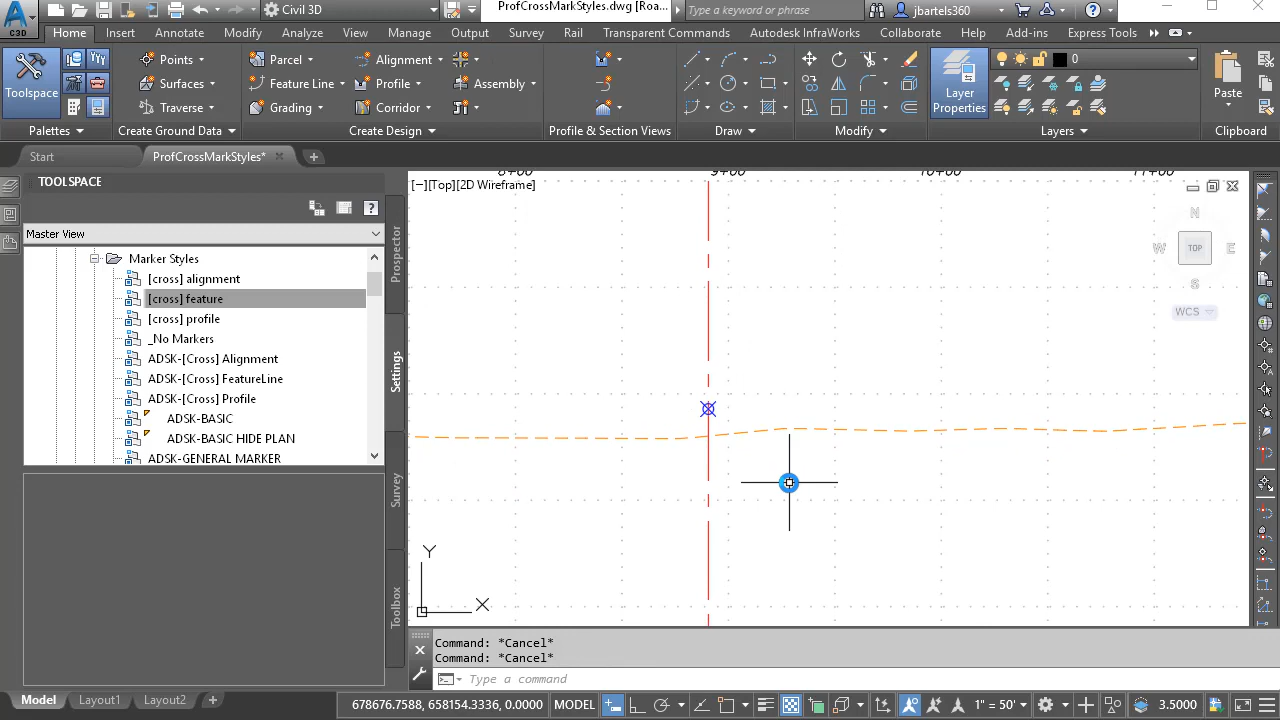 Civil 3D
ProfCrossMarkStyles.dwg [Roa...
Type a keyword or phrase
jbartels360
C3D
Home Insert Annotate Modify Analyze View Manage Output Survey Rail Transparent Commands Autodesk InfraWorks Collaborate Help Add-ins Express Tools
Toolspace
Points
Surfaces
Traverse
Parcel
Feature Line
Grading
Alignment
Profile
Corridor
Assembly
Layer
Properties
0
Paste
Palettes
Create Ground Data
Create Design
Profile & Section Views
Draw
Modify
Layers
Clipboard
Start
ProfCrossMarkStyles*
TOOLSPACE
Master View
Marker Styles
[cross] alignment
[cross] feature
[cross] profile
_No Markers
ADSK-[Cross] Alignment
ADSK-[Cross] FeatureLine
ADSK-[Cross] Profile
ADSK-BASIC
ADSK-BASIC HIDE PLAN
ADSK-GENERAL MARKER
Prospector
Settings
Survey
Toolbox
8+00 9+00 10+00 11+00
[−][Top][2D Wireframe]
N
W TOP E
S
WCS
Y
X
Command: *Cancel*
Command: *Cancel*
Type a command
Model Layout1 Layout2
678676.7588, 638154.3336, 0.0000 MODEL
1" = 50'
3.5000